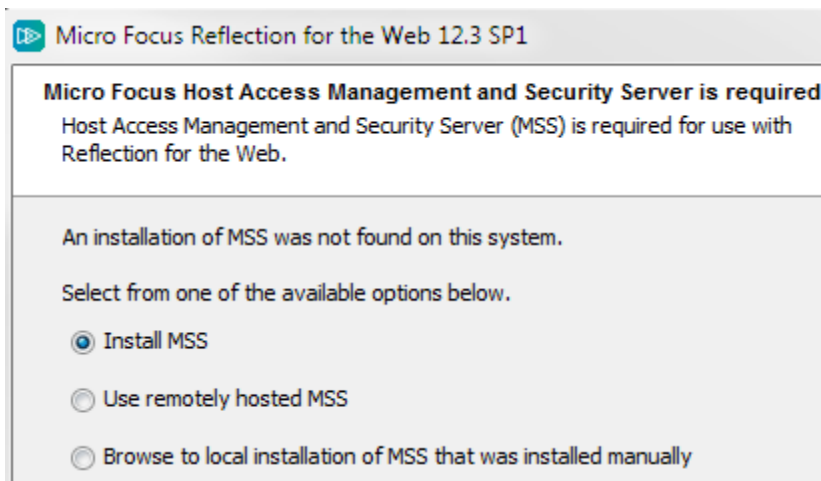 Micro Focus Reflection for the Web 12.3 SP1
Micro Focus Host Access Management and Security Server is required
Host Access Management and Security Server (MSS) is required for use with
Reflection for the Web.
An installation of MSS was not found on this system.
Select from one of the available options below.
Install MSS
Use remotely hosted MSS
Browse to local installation of MSS that was installed manually